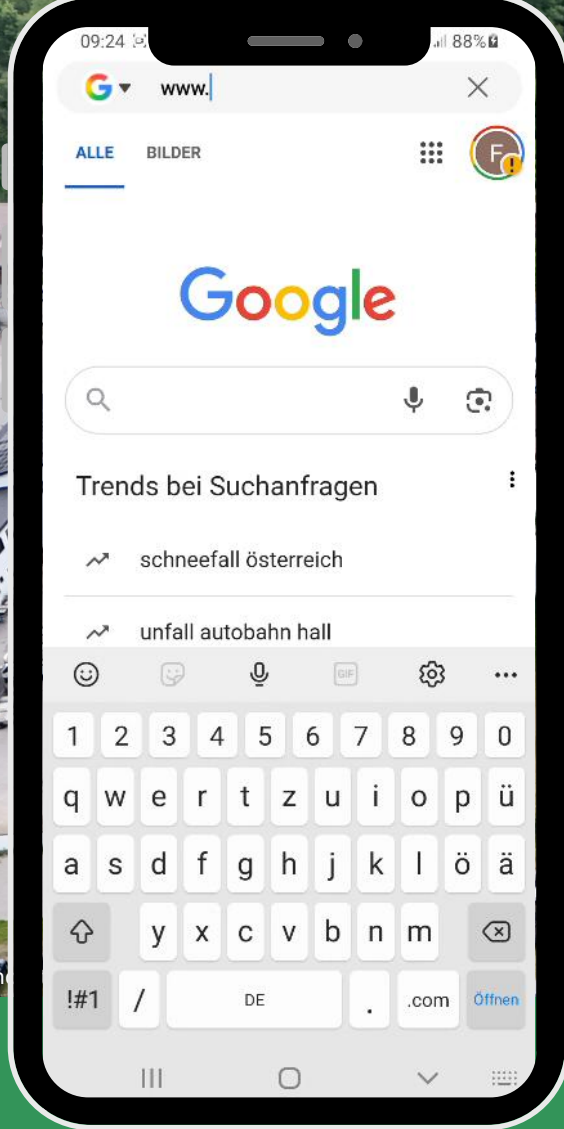 09:24 88%
www.
ALLE BILDER
F
Google
Trends bei Suchanfragen
schneefall österreich
unfall autobahn hall
GIF
1 2 3 4 5 6 7 8 9 0
q w e r t z u i o p ü
a s d f g h j k l ö ä
y x c v b n m
!#1 / DE . .com Öffnen